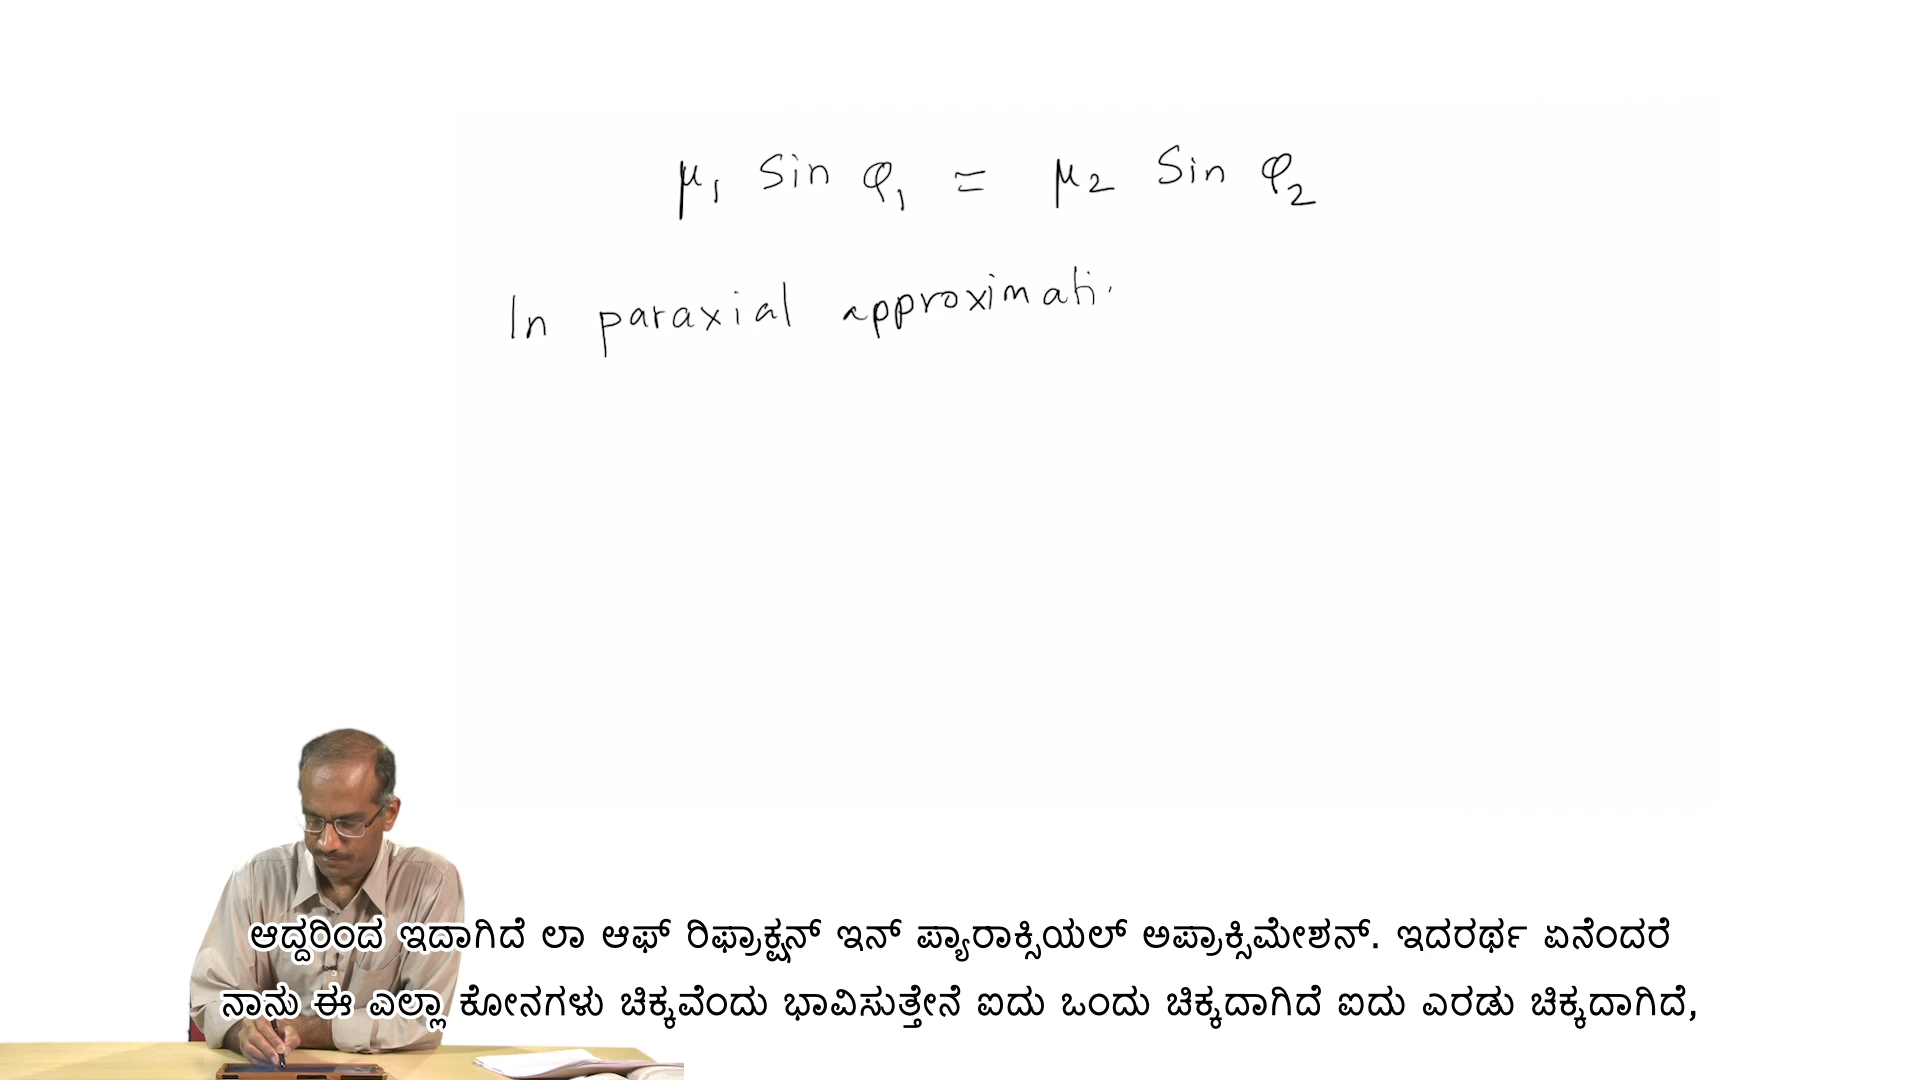 μ₁ Sin φ₁ = μ₂ Sin φ₂
In paraxial approximati
ಆದ್ದರಿಂದ ಇದಾಗಿದೆ ಲಾ ಆಫ್ ರಿಫ್ರಾಕ್ಷನ್ ಇನ್ ಪ್ಯಾರಾಕ್ಸಿಯಲ್ ಅಪ್ರಾಕ್ಸಿಮೇಶನ್. ಇದರರ್ಥ ಏನೆಂದರೆ
ನಾನು ಈ ಎಲ್ಲಾ ಕೋನಗಳು ಚಿಕ್ಕವೆಂದು ಭಾವಿಸುತ್ತೇನೆ ಐದು ಒಂದು ಚಿಕ್ಕದಾಗಿದೆ ಐದು ಎರಡು ಚಿಕ್ಕದಾಗಿದೆ,